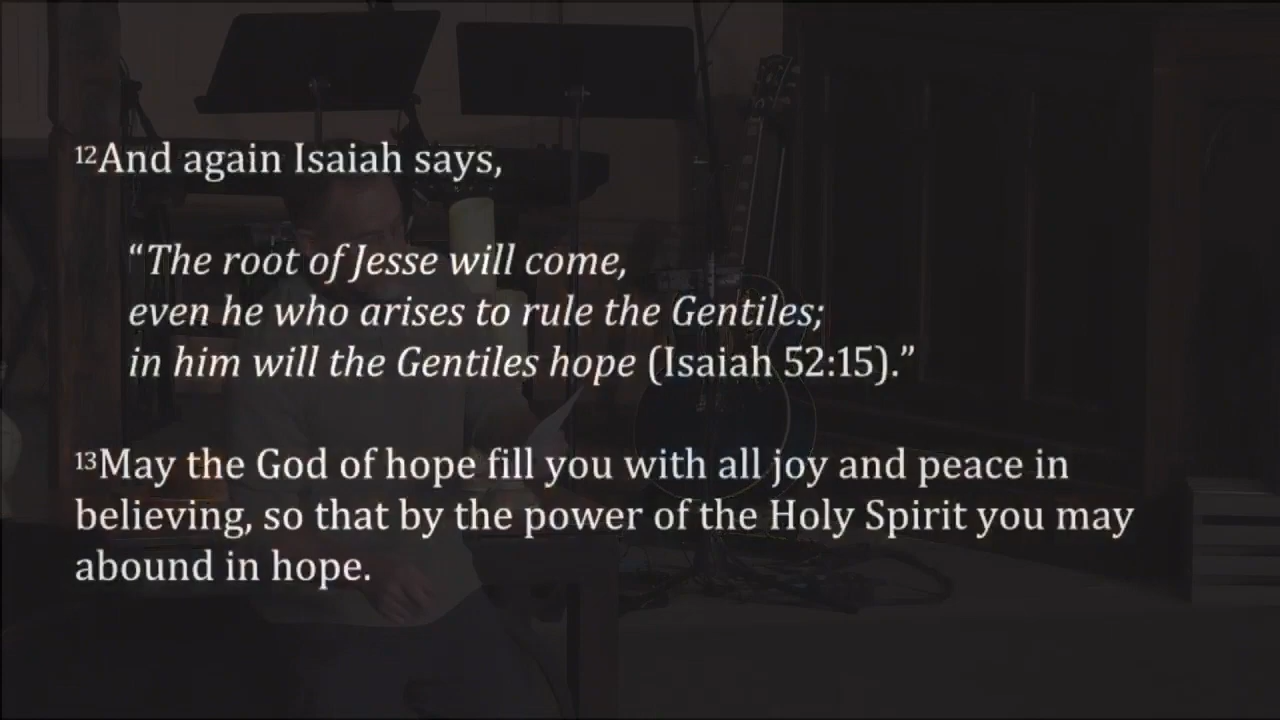 12And again Isaiah says,
“The root of Jesse will come,
even he who arises to rule the Gentiles;
in him will the Gentiles hope (Isaiah 52:15).”
13May the God of hope fill you with all joy and peace in
believing, so that by the power of the Holy Spirit you may
abound in hope.